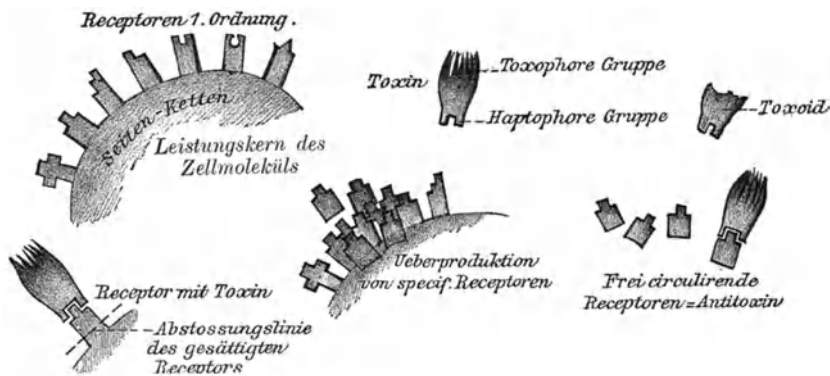 Receptoren 1. Ordnung.
Seiten-Ketten
Leistungskern des
Zellmoleküls
Toxin
Toxophore Gruppe
Haptophore Gruppe
Toxoid
Receptor mit Toxin
Abstossungslinie
des gesättigten
Receptors
Ueberproduktion
von specif. Receptoren
Frei circulirende
Receptoren=Antitoxin